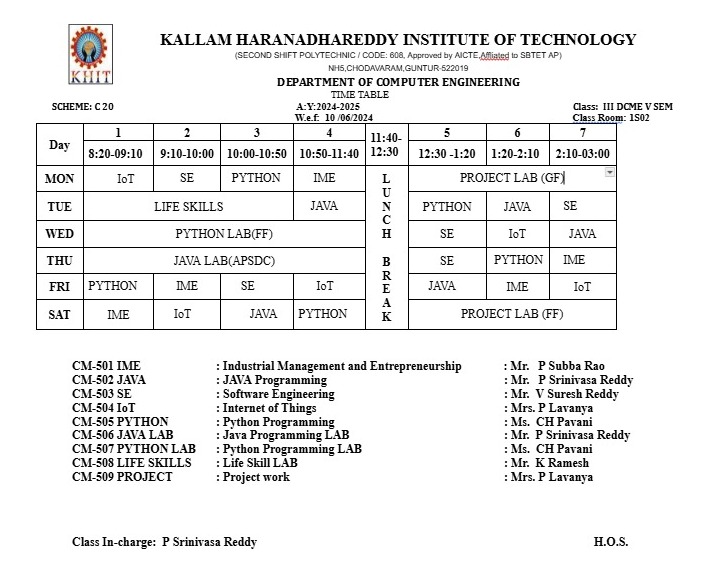 KHIT
KALLAM HARANADHAREDDY INSTITUTE OF TECHNOLOGY
(SECOND SHIFT POLYTECHNIC / CODE: 608, Approved by AICTE,Affliated to SBTET AP)
NH5,CHODAVARAM,GUNTUR-522019
DEPARTMENT OF COMPUTER ENGINEERING
TIME TABLE
SCHEME: C 20 A:Y:2024-2025 Class: III DCME V SEM
W.e.f: 10 /06/2024 Class Room: 1S02
Day 1 2 3 4 11:40-12:30 5 6 7
8:20-09:10 9:10-10:00 10:00-10:50 10:50-11:40 12:30 -1:20 1:20-2:10 2:10-03:00
MON IoT SE PYTHON IME LUNCH BREAK PROJECT LAB (GF)
TUE LIFE SKILLS JAVA PYTHON JAVA SE
WED PYTHON LAB(FF) SE IoT JAVA
THU JAVA LAB(APSDC) SE PYTHON IME
FRI PYTHON IME SE IoT JAVA IME IoT
SAT IME IoT JAVA PYTHON PROJECT LAB (FF)
CM-501 IME : Industrial Management and Entrepreneurship : Mr. P Subba Rao
CM-502 JAVA : JAVA Programming : Mr. P Srinivasa Reddy
CM-503 SE : Software Engineering : Mr. V Suresh Reddy
CM-504 IoT : Internet of Things : Mrs. P Lavanya
CM-505 PYTHON : Python Programming : Ms. CH Pavani
CM-506 JAVA LAB : Java Programming LAB : Mr. P Srinivasa Reddy
CM-507 PYTHON LAB : Python Programming LAB : Ms. CH Pavani
CM-508 LIFE SKILLS : Life Skill LAB : Mr. K Ramesh
CM-509 PROJECT : Project work : Mrs. P Lavanya
Class In-charge: P Srinivasa Reddy H.O.S.